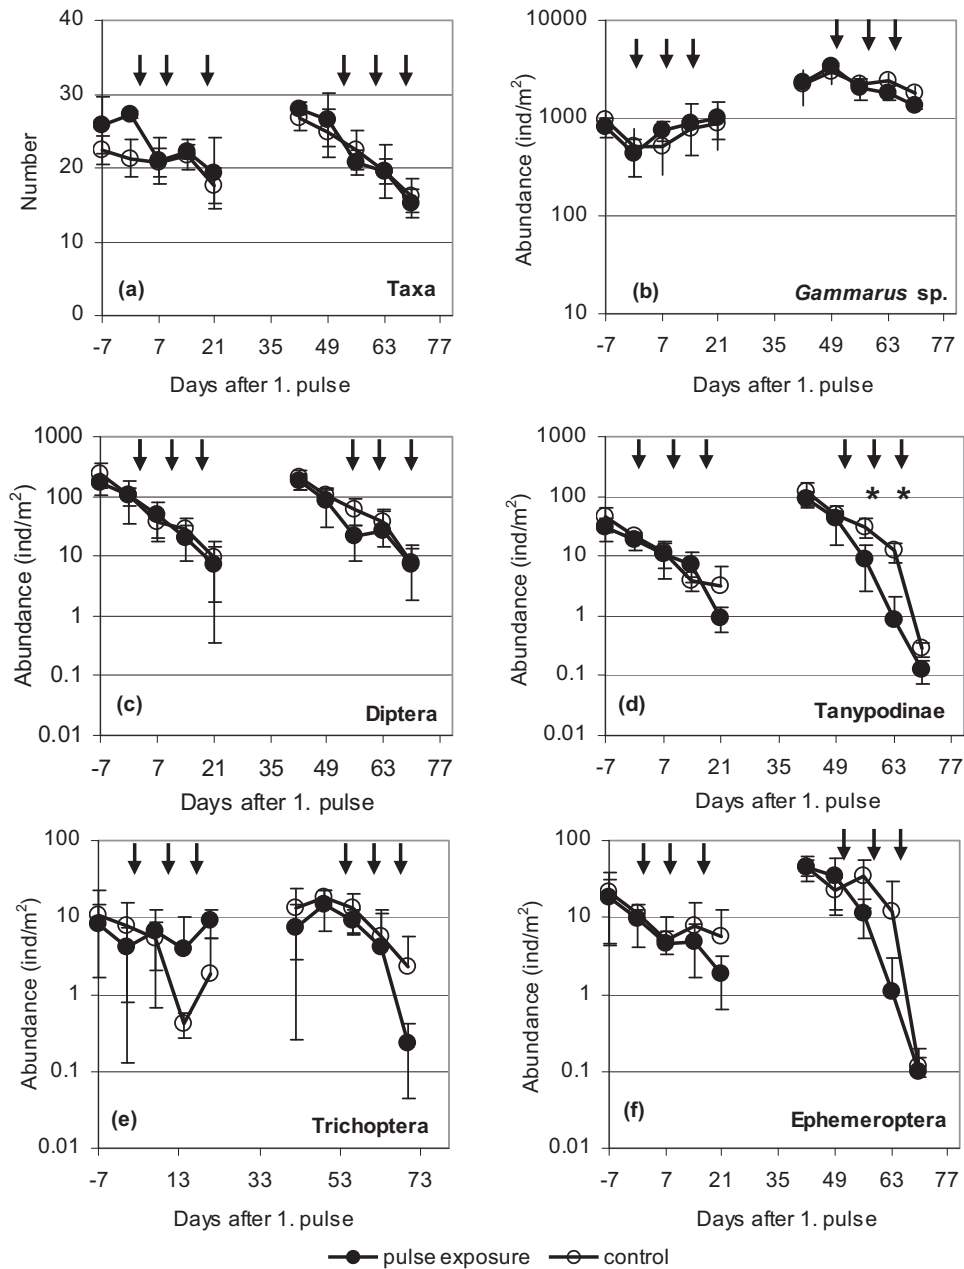 40
30
20
10
0
Number
(a)
Taxa
-7 7 21 35 49 63 77
Days after 1. pulse
10000
1000
100
10
Abundance (ind/m²)
(b)
Gammarus sp.
-7 7 21 35 49 63 77
Days after 1. pulse
1000
100
10
1
0.1
0.01
Abundance (ind/m²)
(c)
Diptera
-7 7 21 35 49 63 77
Days after 1. pulse
1000
100
10
1
0.1
0.01
Abundance (ind/m²)
* *
(d)
Tanypodinae
-7 7 21 35 49 63 77
Days after 1. pulse
100
10
1
0.1
0.01
Abundance (ind/m²)
(e)
Trichoptera
-7 13 33 53 73
Days after 1. pulse
100
10
1
0.1
0.01
Abundance (ind/m²)
(f)
Ephemeroptera
-7 7 21 35 49 63 77
Days after 1. pulse
pulse exposure control